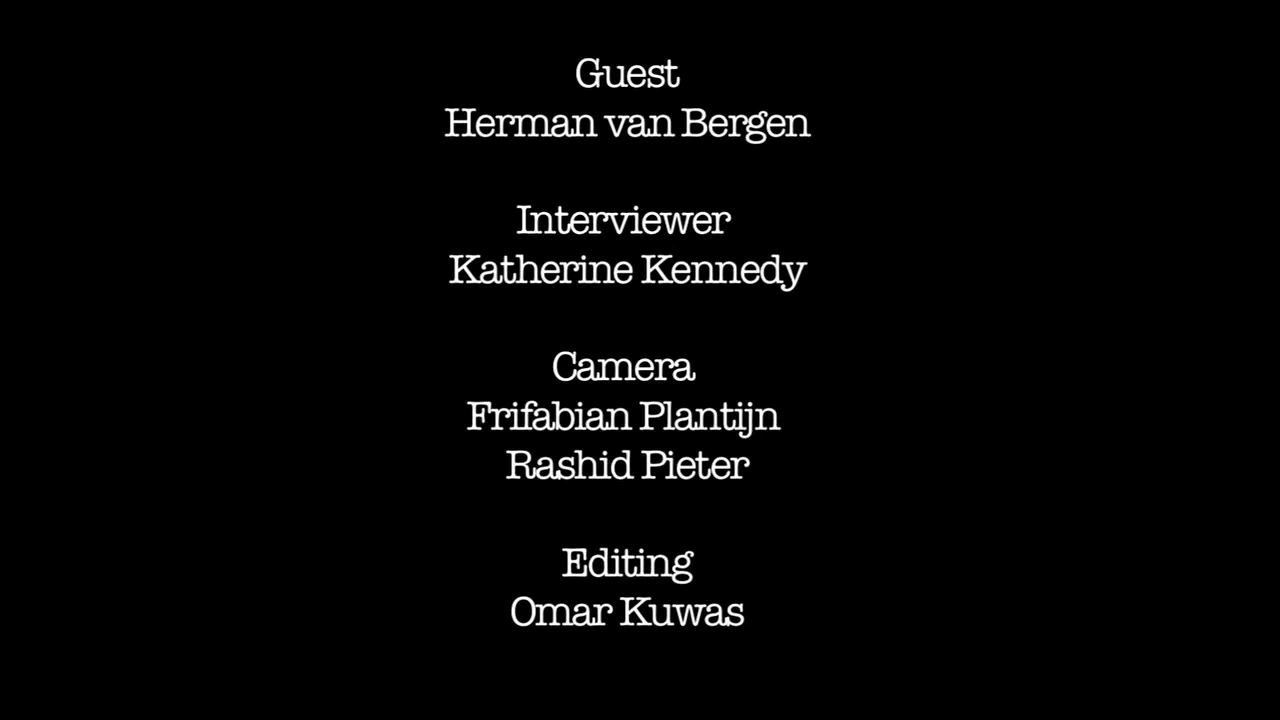 Guest
Herman van Bergen
Interviewer
Katherine Kennedy
Camera
Frifabian Plantijn
Rashid Pieter
Editing
Omar Kuwas